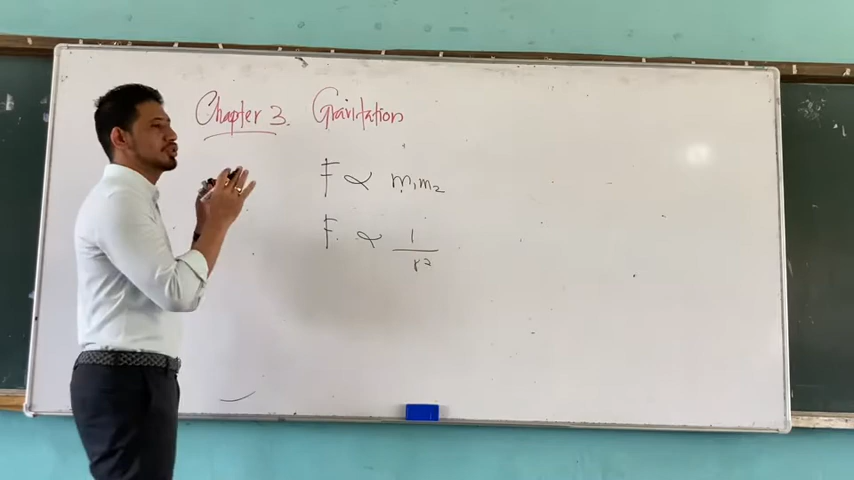 Chapter 3. Gravitation
F ∝ m₁m₂
F ∝ 1/r²